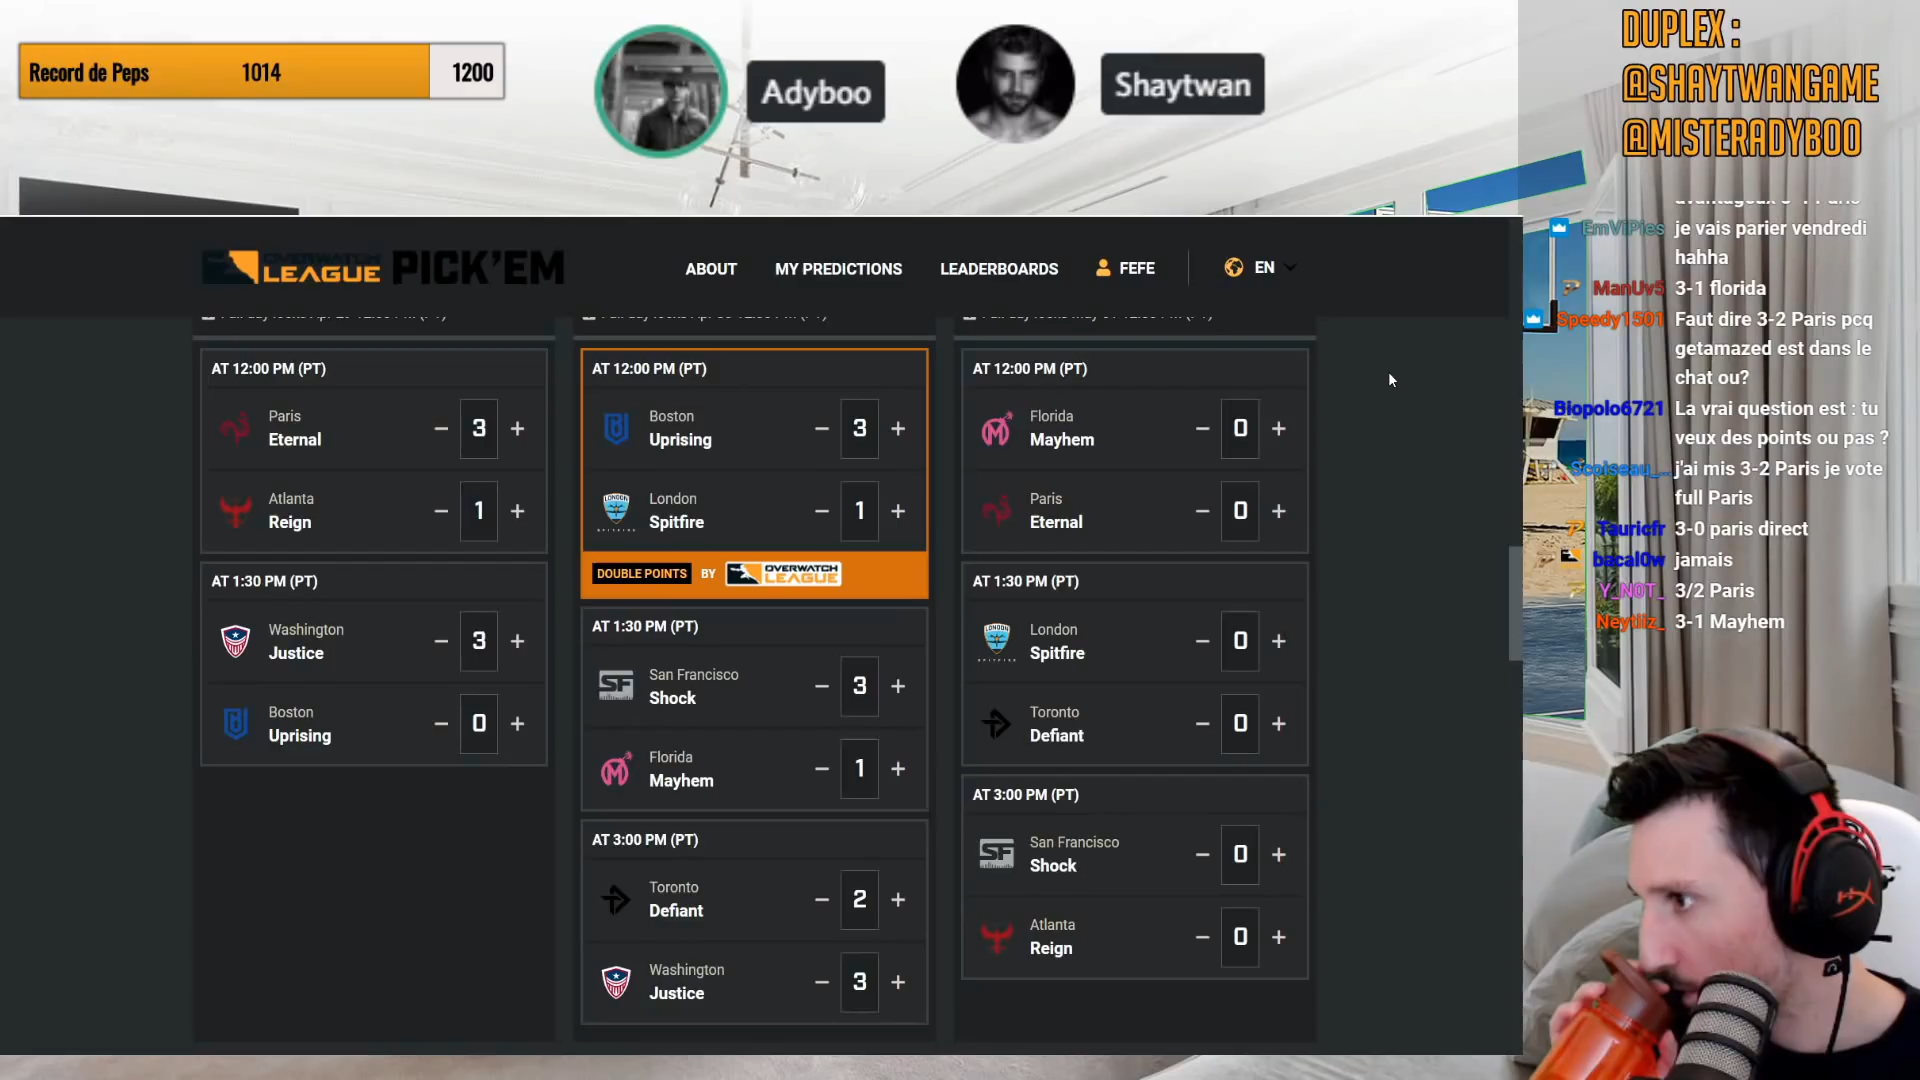 Record de Peps 1014 1200
Adyboo
Shaytwan
DUPLEX :
@SHAYTWANGAME
@MISTERADYBOO
OVERWATCH
LEAGUE PICK'EM
ABOUT
MY PREDICTIONS
LEADERBOARDS
FEFE
EN
AT 12:00 PM (PT)
Paris
Eternal
3
Atlanta
Reign
1
AT 1:30 PM (PT)
Washington
Justice
3
Boston
Uprising
0
AT 12:00 PM (PT)
Boston
Uprising
3
London
Spitfire
1
DOUBLE POINTS BY OVERWATCH LEAGUE
AT 1:30 PM (PT)
San Francisco
Shock
3
Florida
Mayhem
1
AT 3:00 PM (PT)
Toronto
Defiant
2
Washington
Justice
3
AT 12:00 PM (PT)
Florida
Mayhem
0
Paris
Eternal
0
AT 1:30 PM (PT)
London
Spitfire
0
Toronto
Defiant
0
AT 3:00 PM (PT)
San Francisco
Shock
0
Atlanta
Reign
0
EmViPies je vais parier vendredi
hahha
ManUv5 3-1 florida
Speedy1501 Faut dire 3-2 Paris pcq
getamazed est dans le
chat ou?
Biopolo6721 La vrai question est : tu
veux des points ou pas ?
Scoiseau_... j'ai mis 3-2 Paris je vote
full Paris
Tauricfr 3-0 paris direct
bacal0w jamais
Y_N0T_ 3/2 Paris
Neytiiz_ 3-1 Mayhem